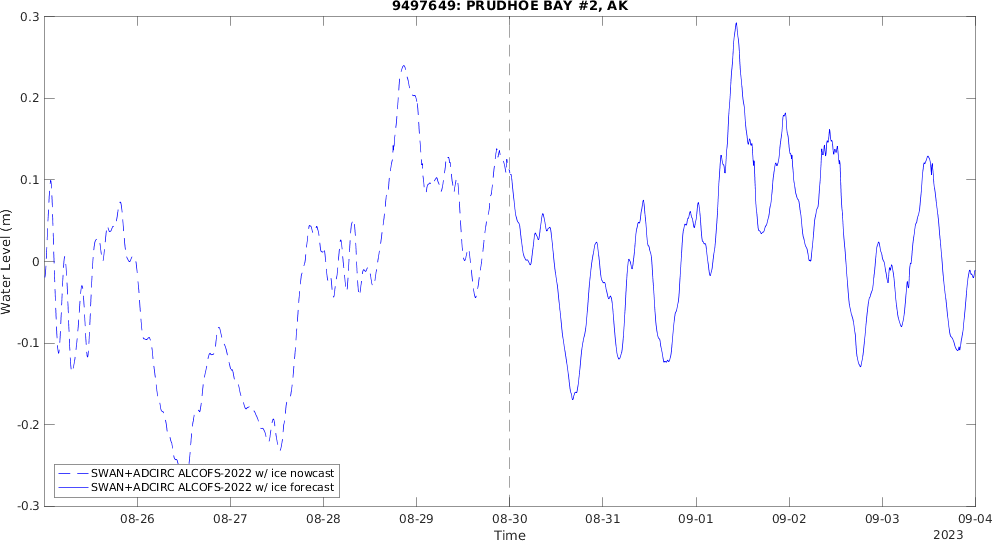 9497649: PRUDHOE BAY #2, AK
0.3
0.2
0.1
0
-0.1
-0.2
-0.3
Water Level (m)
SWAN+ADCIRC ALCOFS-2022 w/ ice nowcast
SWAN+ADCIRC ALCOFS-2022 w/ ice forecast
08-26 08-27 08-28 08-29 08-30 08-31 09-01 09-02 09-03 09-04
Time
2023